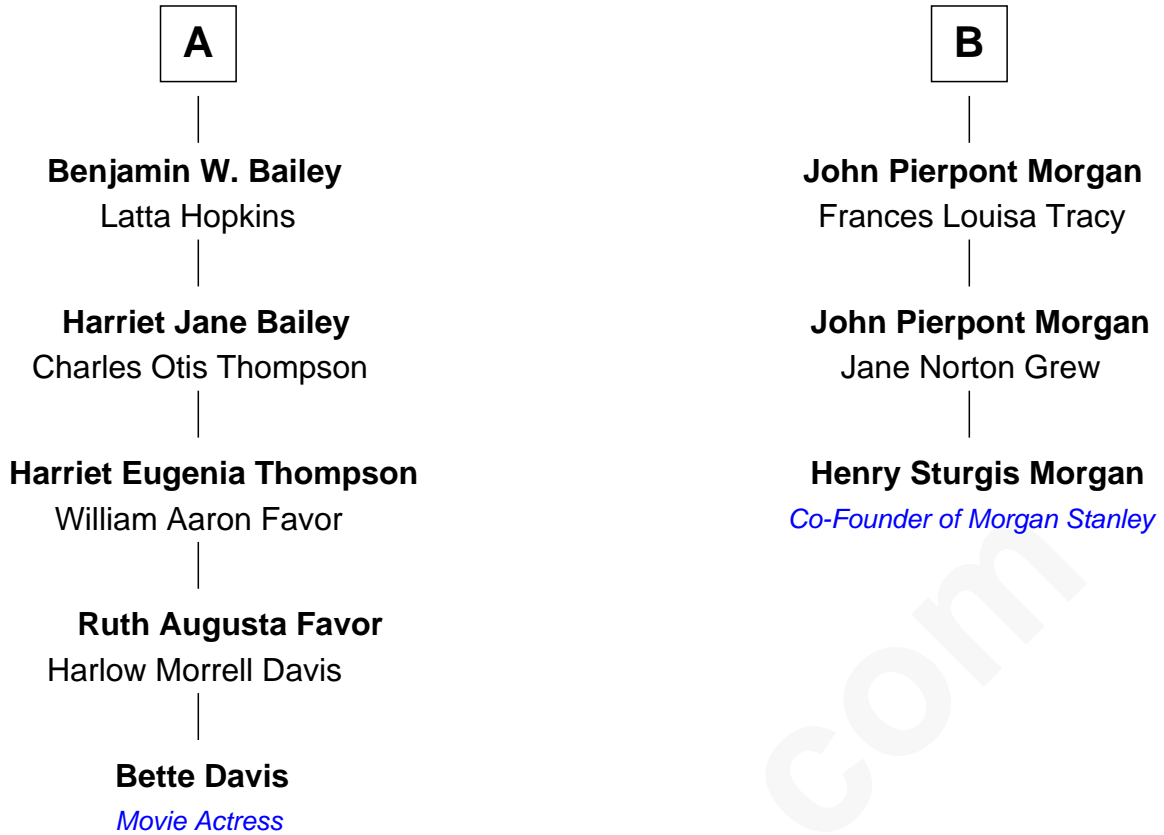 A
Benjamin W. Bailey
Latta Hopkins
Harriet Jane Bailey
Charles Otis Thompson
Harriet Eugenia Thompson
William Aaron Favor
Ruth Augusta Favor
Harlow Morrell Davis
Bette Davis
Movie Actress
B
John Pierpont Morgan
Frances Louisa Tracy
John Pierpont Morgan
Jane Norton Grew
Henry Sturgis Morgan
Co-Founder of Morgan Stanley
com